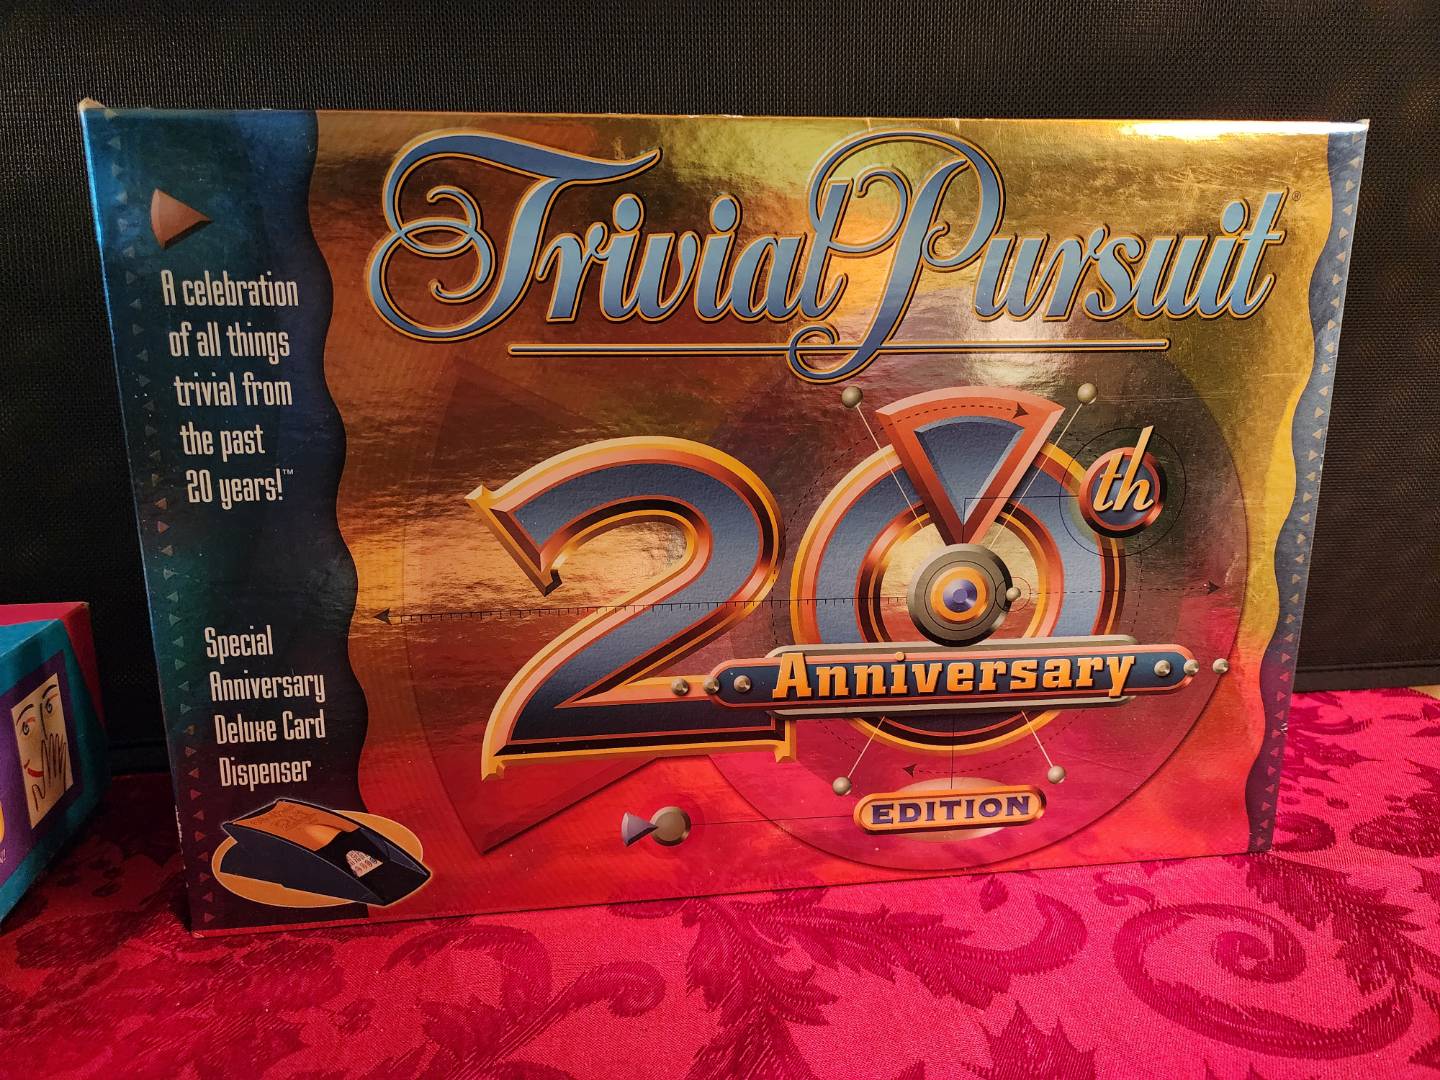 Trivial Pursuit®
A celebration
of all things
trivial from
the past
20 years!™
20th
Anniversary
EDITION
Special
Anniversary
Deluxe Card
Dispenser